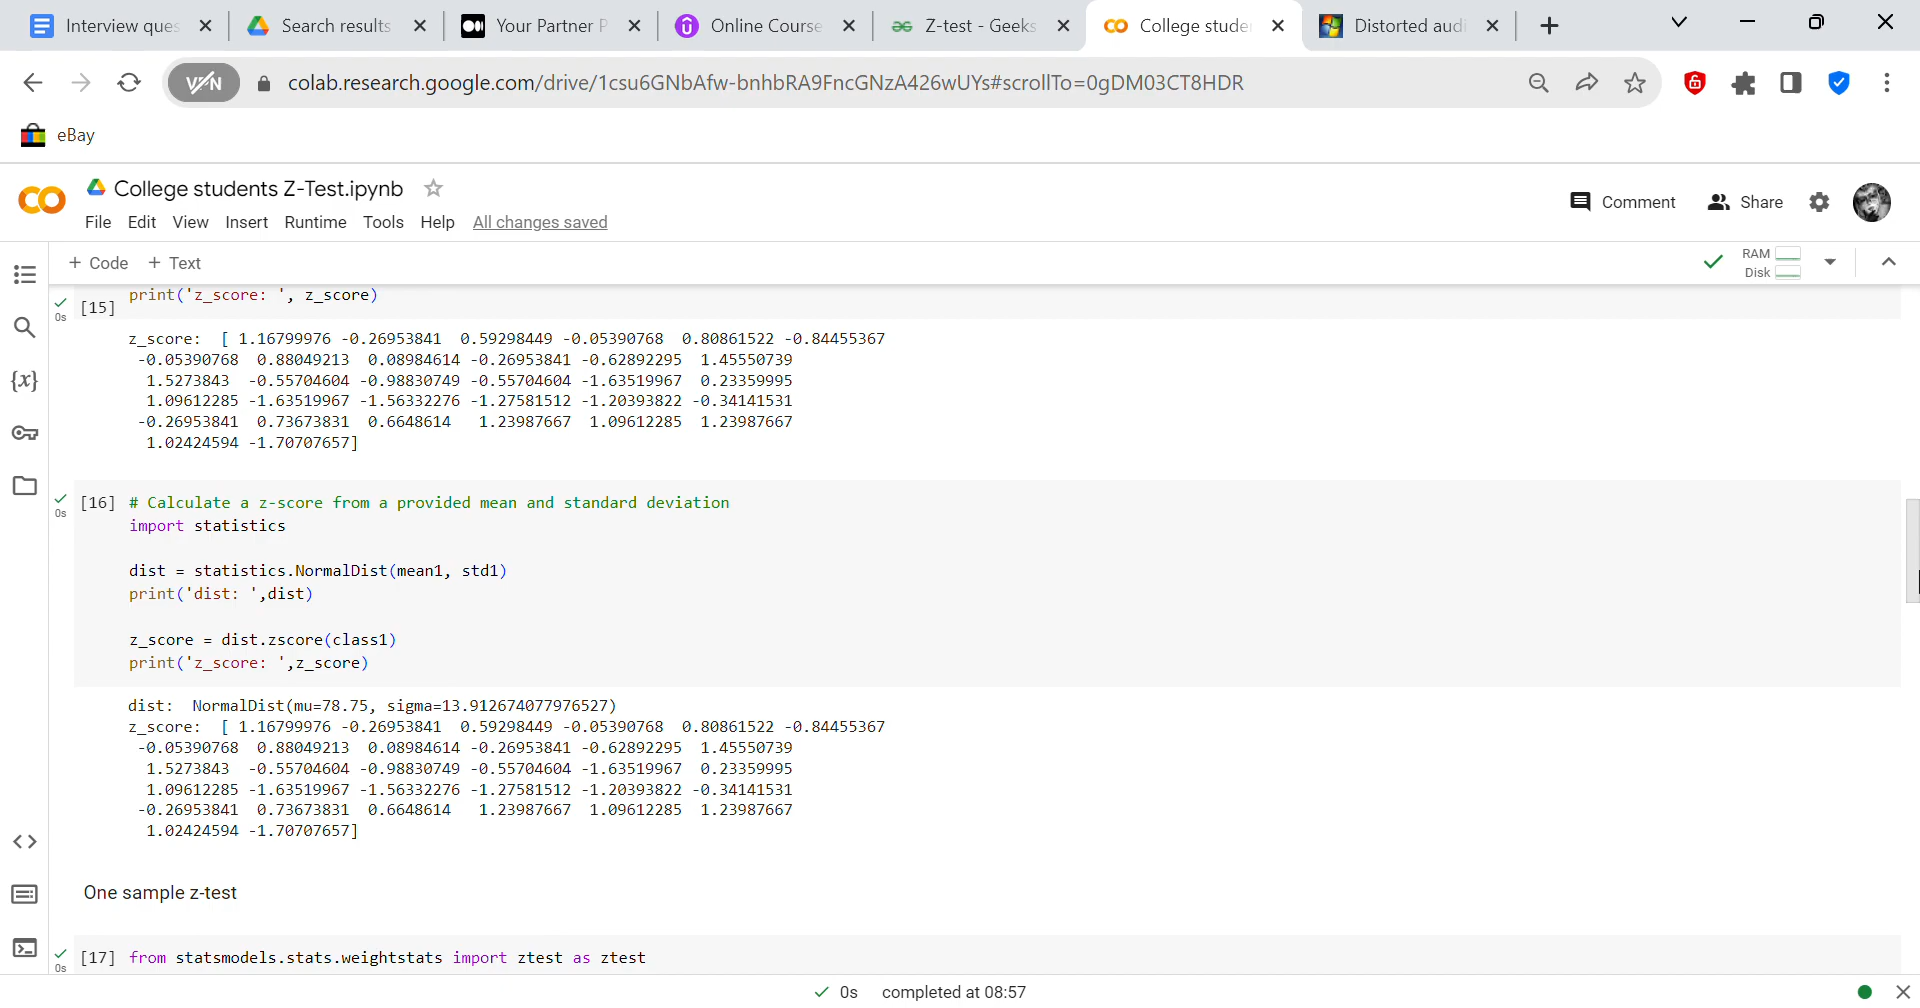 Interview ques
Search results
Your Partner P
Online Course
Z-test - Geeks
College stude
Distorted audi
VPN
colab.research.google.com/drive/1csu6GNbAfw-bnhbRA9FncGNzA426wUYs#scrollTo=0gDM03CT8HDR
eBay
College students Z-Test.ipynb
File Edit View Insert Runtime Tools Help All changes saved
Comment
Share
+ Code + Text
RAM
Disk
0s
[15]
print('z_score: ', z_score)
z_score:  [ 1.16799976 -0.26953841  0.59298449 -0.05390768  0.80861522 -0.84455367
-0.05390768  0.88049213  0.08984614 -0.26953841 -0.62892295  1.45550739
1.5273843  -0.55704604 -0.98830749 -0.55704604 -1.63519967  0.23359995
1.09612285 -1.63519967 -1.56332276 -1.27581512 -1.20393822 -0.34141531
-0.26953841  0.73673831  0.6648614   1.23987667  1.09612285  1.23987667
1.02424594 -1.70707657]
0s
[16] # Calculate a z-score from a provided mean and standard deviation
import statistics
dist = statistics.NormalDist(mean1, std1)
print('dist: ',dist)
z_score = dist.zscore(class1)
print('z_score: ',z_score)
dist:  NormalDist(mu=78.75, sigma=13.912674077976527)
z_score:  [ 1.16799976 -0.26953841  0.59298449 -0.05390768  0.80861522 -0.84455367
-0.05390768  0.88049213  0.08984614 -0.26953841 -0.62892295  1.45550739
1.5273843  -0.55704604 -0.98830749 -0.55704604 -1.63519967  0.23359995
1.09612285 -1.63519967 -1.56332276 -1.27581512 -1.20393822 -0.34141531
-0.26953841  0.73673831  0.6648614   1.23987667  1.09612285  1.23987667
1.02424594 -1.70707657]
One sample z-test
0s
[17] from statsmodels.stats.weightstats import ztest as ztest
0s completed at 08:57